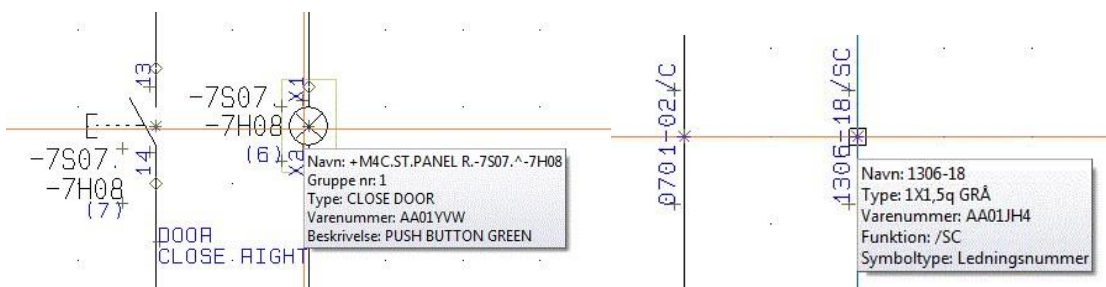 13
-7S07.
-7H08
14
(7)
DOOR
CLOSE.RIGHT
X1
-7S07.
-7H08
(6)
Xa
Navn: +M4C.ST.PANEL R.-7S07.^-7H08
Gruppe nr: 1
Type: CLOSE DOOR
Varenummer: AA01YVW
Beskrivelse: PUSH BUTTON GREEN
0701-02/C
1306-18/SC
Navn: 1306-18
Type: 1X1,5q GRÅ
Varenummer: AA01JH4
Funktion: /SC
Symboltype: Ledningsnummer